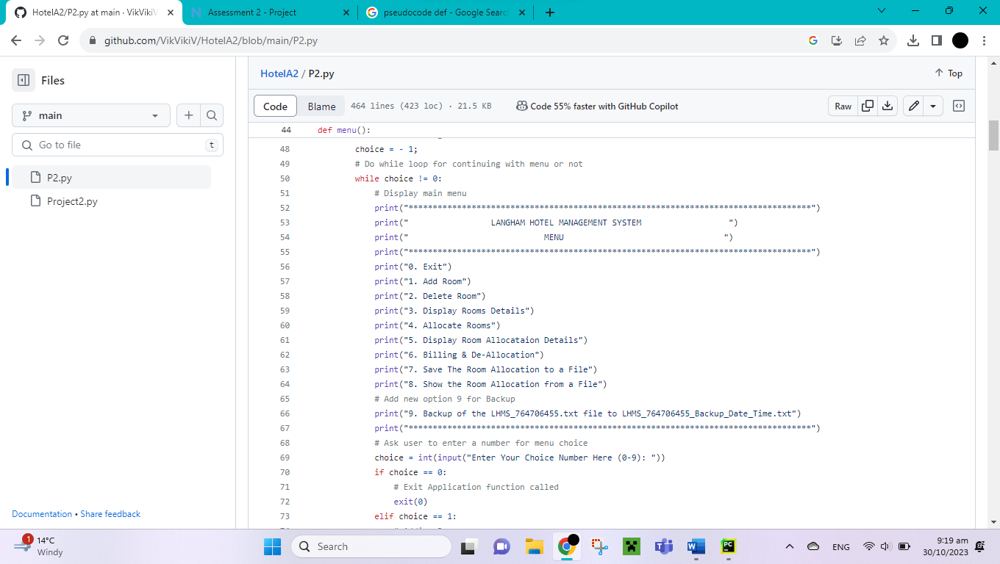 HotelA2/P2.py at main · VikVikiV
Assessment 2 - Project
pseudocode def - Google Search
github.com/VikVikiV/HotelA2/blob/main/P2.py
Files
main
Go to file
t
P2.py
Project2.py
Documentation • Share feedback
HotelA2 / P2.py
Top
Code
Blame
464 lines (423 loc) · 21.5 KB
Code 55% faster with GitHub Copilot
Raw
44 def menu():
48 choice = - 1;
49 # Do while loop for continuing with menu or not
50 while choice != 0:
51 # Display main menu
52 print("***********************************************************************************")
53 print(" LANGHAM HOTEL MANAGEMENT SYSTEM ")
54 print(" MENU ")
55 print("***********************************************************************************")
56 print("0. Exit")
57 print("1. Add Room")
58 print("2. Delete Room")
59 print("3. Display Rooms Details")
60 print("4. Allocate Rooms")
61 print("5. Display Room Allocataion Details")
62 print("6. Billing & De-Allocation")
63 print("7. Save The Room Allocation to a File")
64 print("8. Show the Room Allocation from a File")
65 # Add new option 9 for Backup
66 print("9. Backup of the LHMS_764706455.txt file to LHMS_764706455_Backup_Date_Time.txt")
67 print("***********************************************************************************")
68 # Ask user to enter a number for menu choice
69 choice = int(input("Enter Your Choice Number Here (0-9): "))
70 if choice == 0:
71 # Exit Application function called
72 exit(0)
73 elif choice == 1:
1
14°C
Windy
Search
ENG
9:19 am
30/10/2023